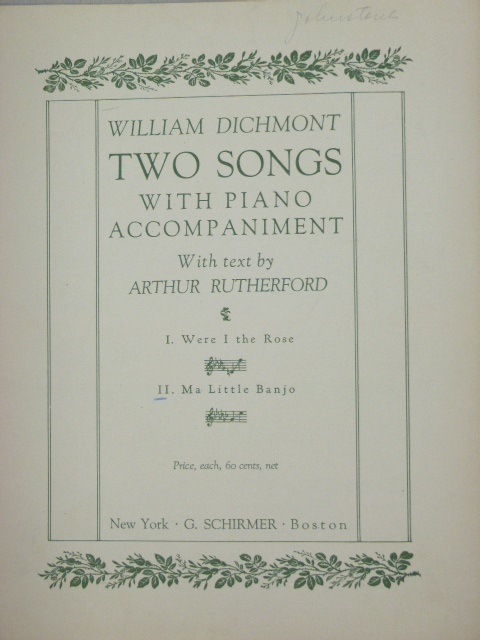 Johnstone
WILLIAM DICHMONT
TWO SONGS
WITH PIANO
ACCOMPANIMENT
With text by
ARTHUR RUTHERFORD
I. Were I the Rose
II. Ma Little Banjo
Price, each, 60 cents, net
New York · G. SCHIRMER · Boston